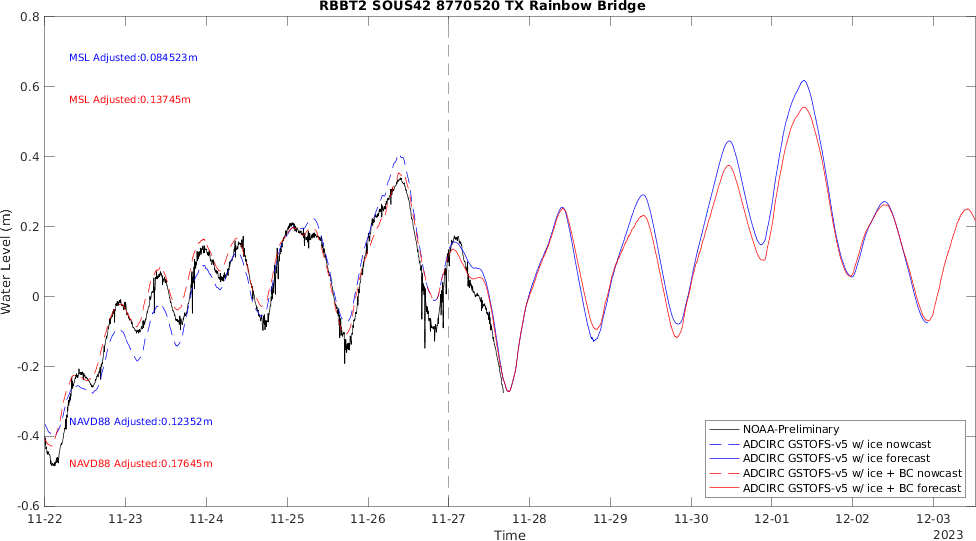 RBBT2 SOUS42 8770520 TX Rainbow Bridge
0.8
0.6
0.4
0.2
0
-0.2
-0.4
-0.6
Water Level (m)
MSL Adjusted:0.084523m
MSL Adjusted:0.13745m
NAVD88 Adjusted:0.12352m
NAVD88 Adjusted:0.17645m
NOAA-Preliminary
ADCIRC GSTOFS-v5 w/ ice nowcast
ADCIRC GSTOFS-v5 w/ ice forecast
ADCIRC GSTOFS-v5 w/ ice + BC nowcast
ADCIRC GSTOFS-v5 w/ ice + BC forecast
11-22 11-23 11-24 11-25 11-26 11-27 11-28 11-29 11-30 12-01 12-02 12-03
Time
2023